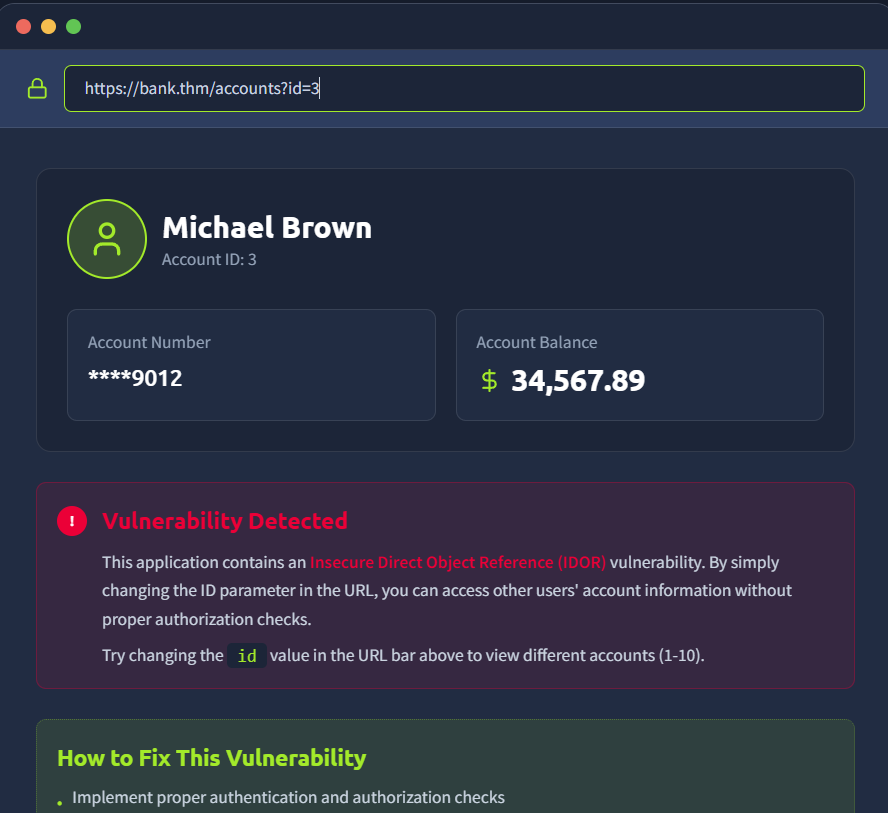 https://bank.thm/accounts?id=3
Michael Brown
Account ID: 3
Account Number
****9012
Account Balance
$ 34,567.89
! Vulnerability Detected
This application contains an Insecure Direct Object Reference (IDOR) vulnerability. By simply
changing the ID parameter in the URL, you can access other users' account information without
proper authorization checks.
Try changing the id value in the URL bar above to view different accounts (1-10).
How to Fix This Vulnerability
• Implement proper authentication and authorization checks